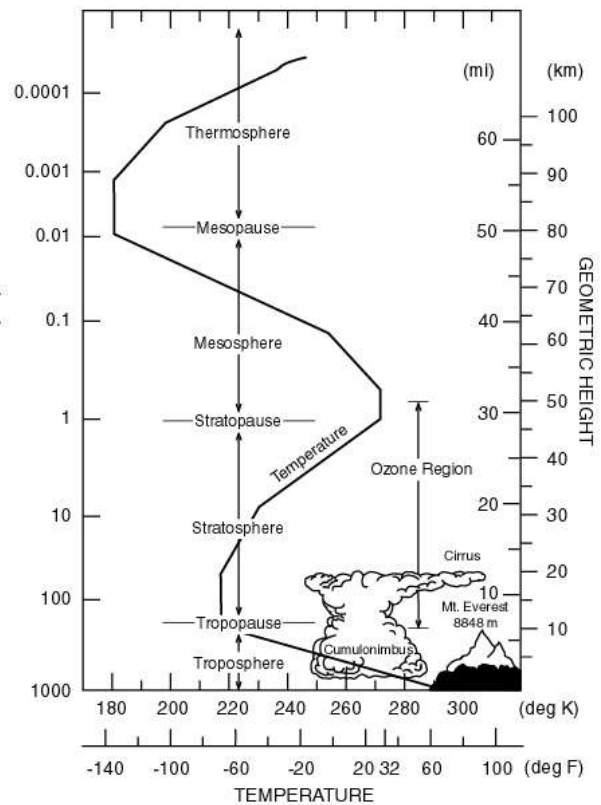 (mi)
(km)
0.0001
100
Thermosphere
60
0.001
90
Mesopause
50
80
0.01
70
GEOMETRIC HEIGHT
0.1
40
60
Mesosphere
50
30
1
Stratopause
Temperature
40
Ozone Region
20
30
10
Stratosphere
Cirrus
20
10
100
Mt. Everest
8848 m
Tropopause
10
Cumulonimbus
Troposphere
1000
180 200 220 240 260 280 300 (deg K)
-140 -100 -60 -20 20 32 60 100 (deg F)
TEMPERATURE